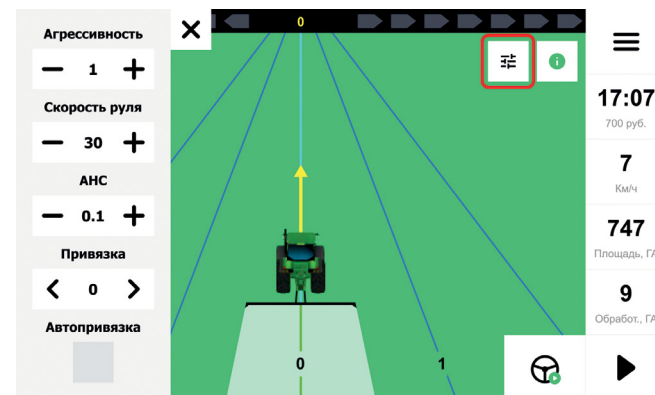 Агрессивность
1
Скорость руля
30
АНС
0.1
Привязка
0
Автопривязка
0
0
1
17:07
700 руб.
7
Км/ч
747
Площадь, ГА
9
Обработ., ГА